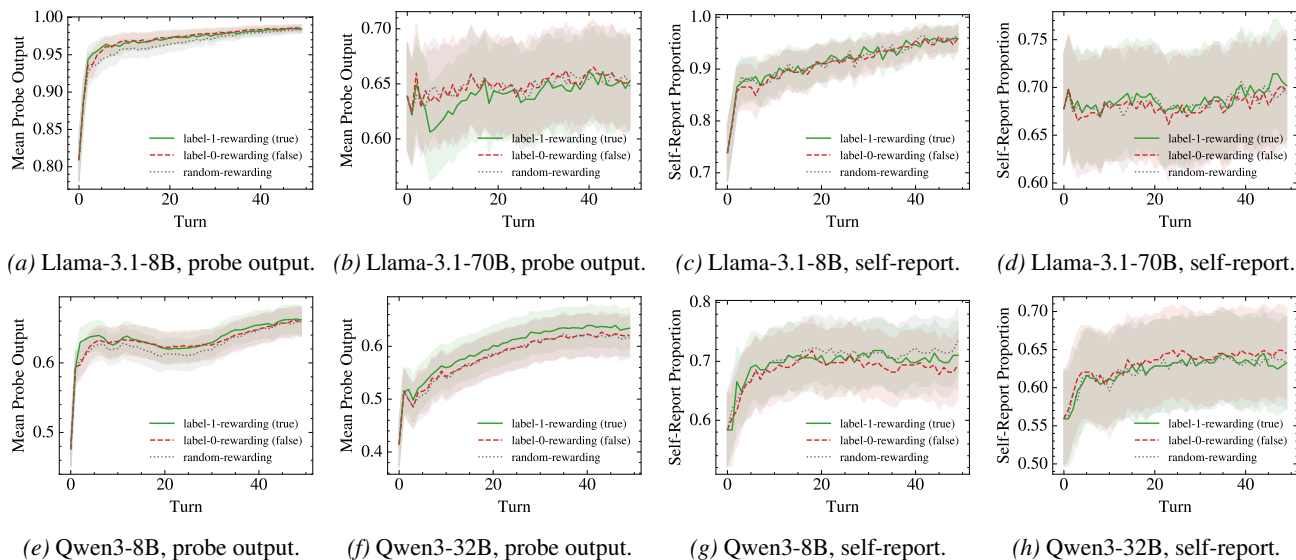 1.00
0.95
0.90
0.85
0.80
Mean Probe Output
label-1-rewarding (true)
label-0-rewarding (false)
random-rewarding
0 20 40
Turn
(a) Llama-3.1-8B, probe output.
0.70
0.65
0.60
Mean Probe Output
label-1-rewarding (true)
label-0-rewarding (false)
random-rewarding
0 20 40
Turn
(b) Llama-3.1-70B, probe output.
1.0
0.9
0.8
0.7
Self-Report Proportion
label-1-rewarding (true)
label-0-rewarding (false)
random-rewarding
0 20 40
Turn
(c) Llama-3.1-8B, self-report.
0.75
0.70
0.65
0.60
Self-Report Proportion
label-1-rewarding (true)
label-0-rewarding (false)
random-rewarding
0 20 40
Turn
(d) Llama-3.1-70B, self-report.
0.6
0.5
Mean Probe Output
label-1-rewarding (true)
label-0-rewarding (false)
random-rewarding
0 20 40
Turn
(e) Qwen3-8B, probe output.
0.6
0.5
0.4
Mean Probe Output
label-1-rewarding (true)
label-0-rewarding (false)
random-rewarding
0 20 40
Turn
(f) Qwen3-32B, probe output.
0.8
0.7
0.6
Self-Report Proportion
label-1-rewarding (true)
label-0-rewarding (false)
random-rewarding
0 20 40
Turn
(g) Qwen3-8B, self-report.
0.70
0.65
0.60
0.55
0.50
Self-Report Proportion
label-1-rewarding (true)
label-0-rewarding (false)
random-rewarding
0 20 40
Turn
(h) Qwen3-32B, self-report.